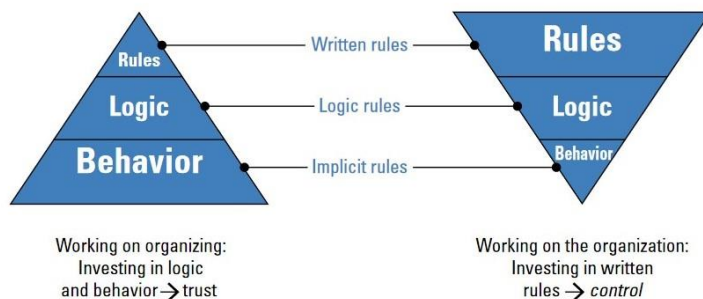 Rules
Logic
Behavior
Written rules
Logic rules
Implicit rules
Rules
Logic
Behavior
Working on organizing:
Investing in logic
and behavior → trust
Working on the organization:
Investing in written
rules → control